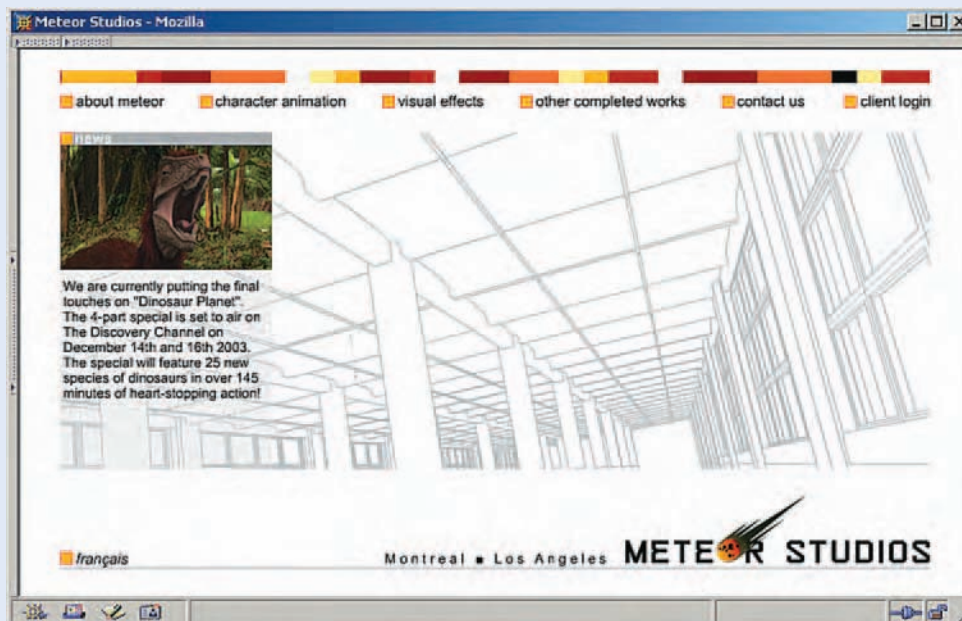 Meteor Studios - Mozilla
about meteor character animation visual effects other completed works contact us client login
news
We are currently putting the final
touches on "Dinosaur Planet".
The 4-part special is set to air on
The Discovery Channel on
December 14th and 16th 2003.
The special will feature 25 new
species of dinosaurs in over 145
minutes of heart-stopping action!
français Montreal ■ Los Angeles METEOR STUDIOS